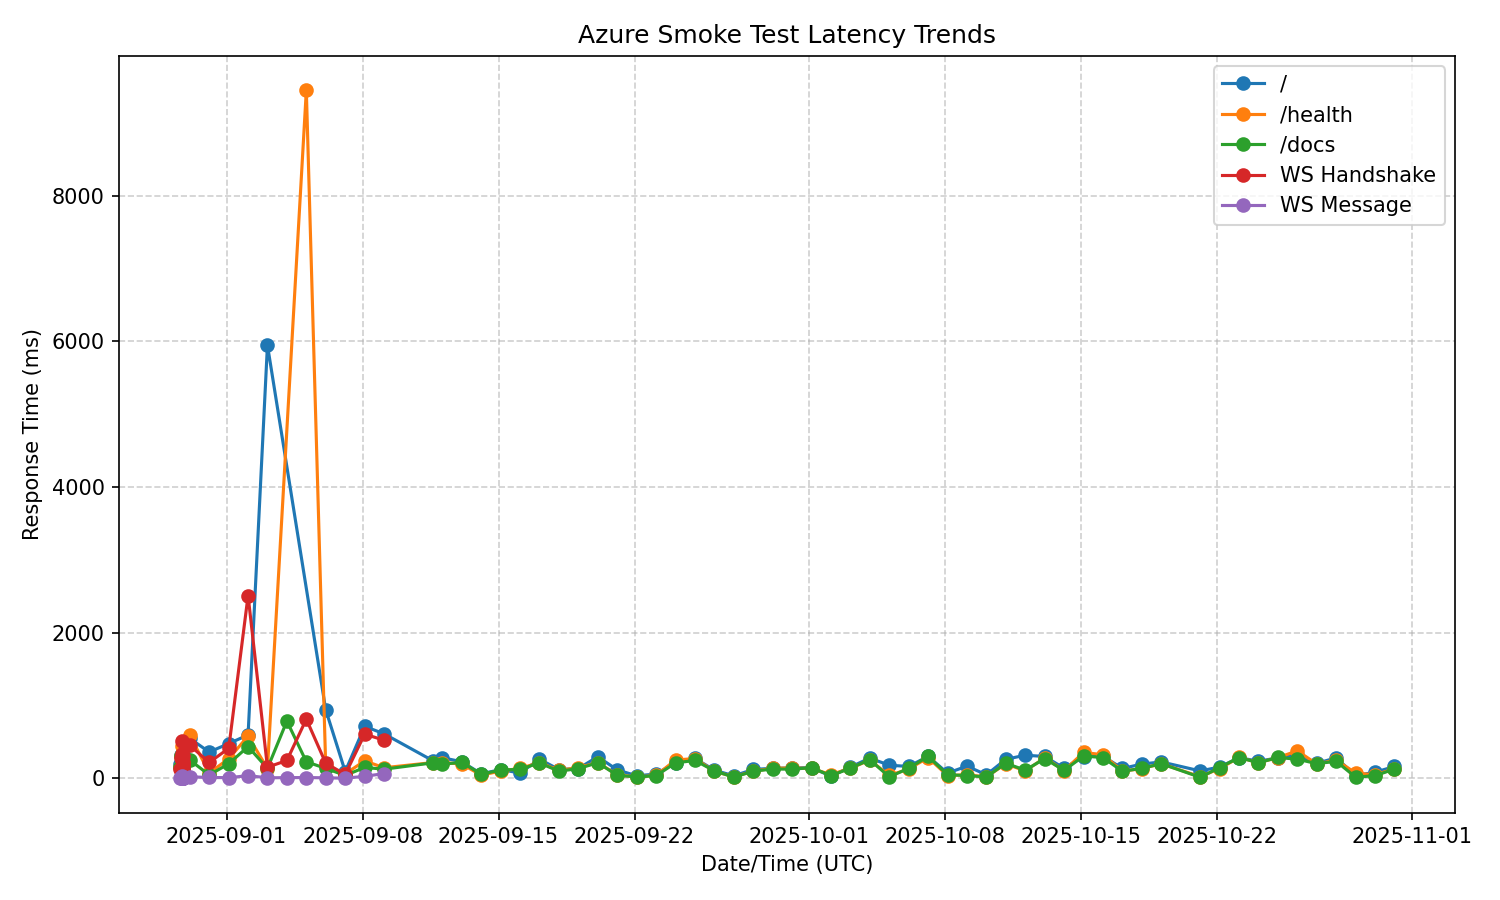 Azure Smoke Test Latency Trends
/
/health
/docs
WS Handshake
WS Message
Response Time (ms)
8000
6000
4000
2000
0
2025-09-01 2025-09-08 2025-09-15 2025-09-22 2025-10-01 2025-10-08 2025-10-15 2025-10-22 2025-11-01
Date/Time (UTC)